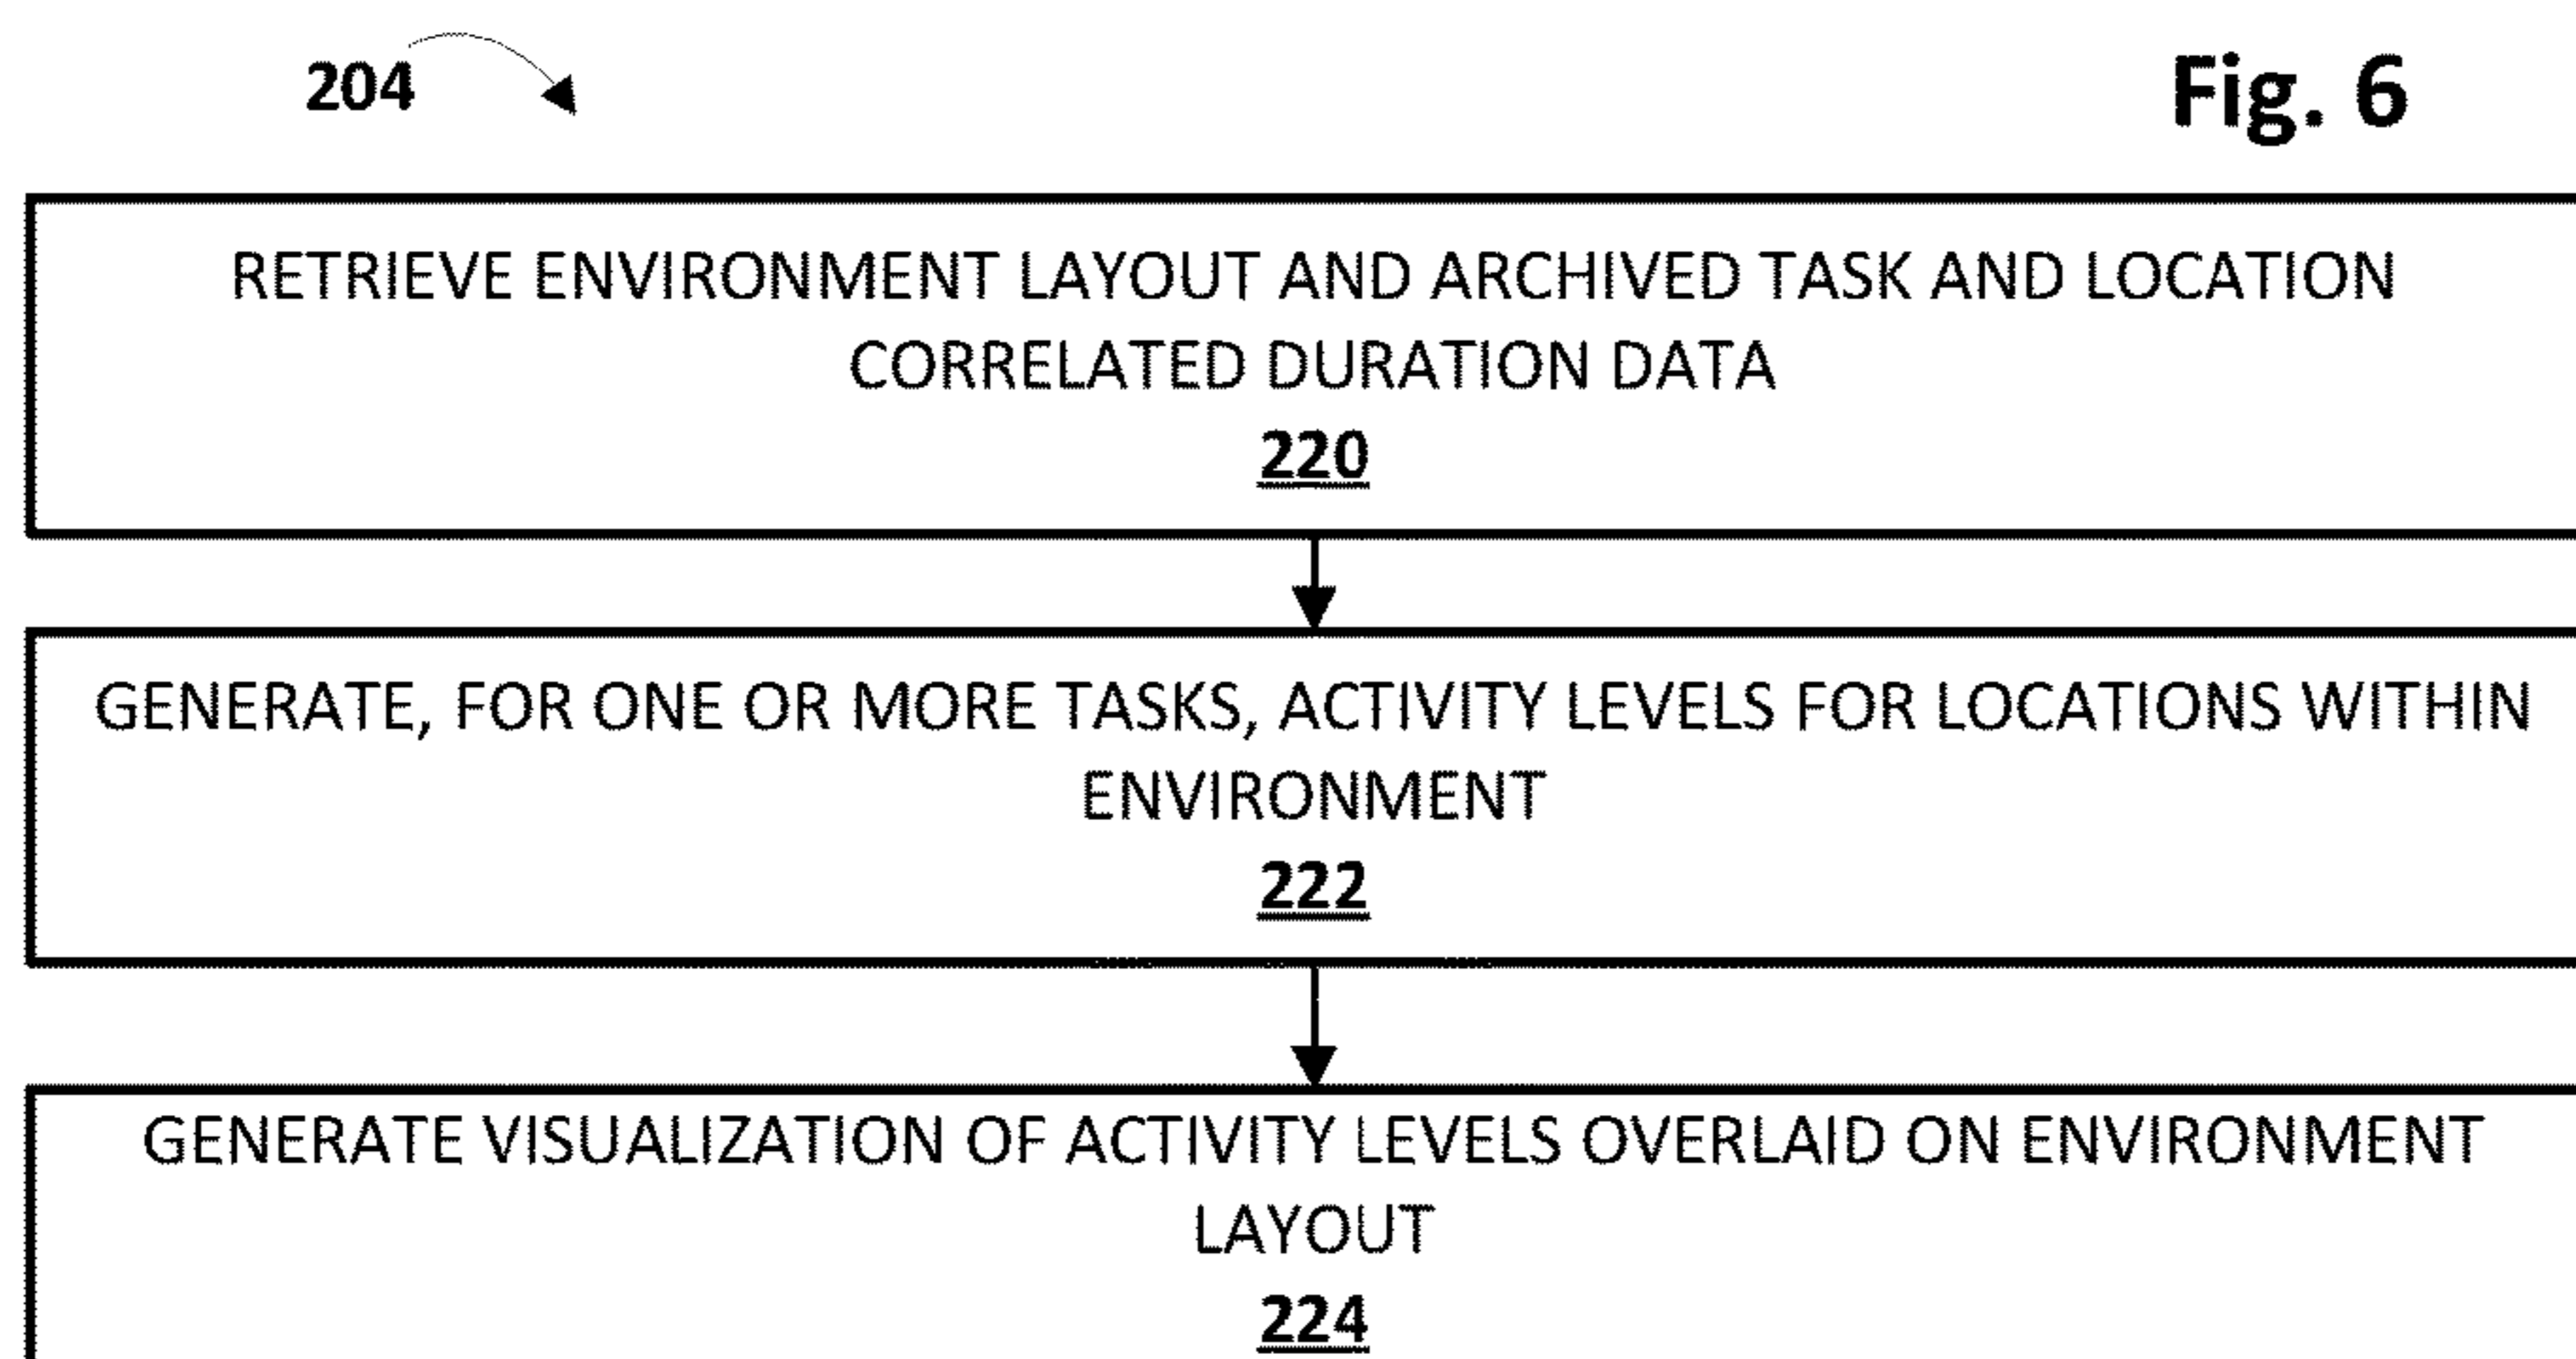 204
Fig. 6
RETRIEVE ENVIRONMENT LAYOUT AND ARCHIVED TASK AND LOCATION
CORRELATED DURATION DATA
220
GENERATE, FOR ONE OR MORE TASKS, ACTIVITY LEVELS FOR LOCATIONS WITHIN
ENVIRONMENT
222
GENERATE VISUALIZATION OF ACTIVITY LEVELS OVERLAID ON ENVIRONMENT
LAYOUT
224